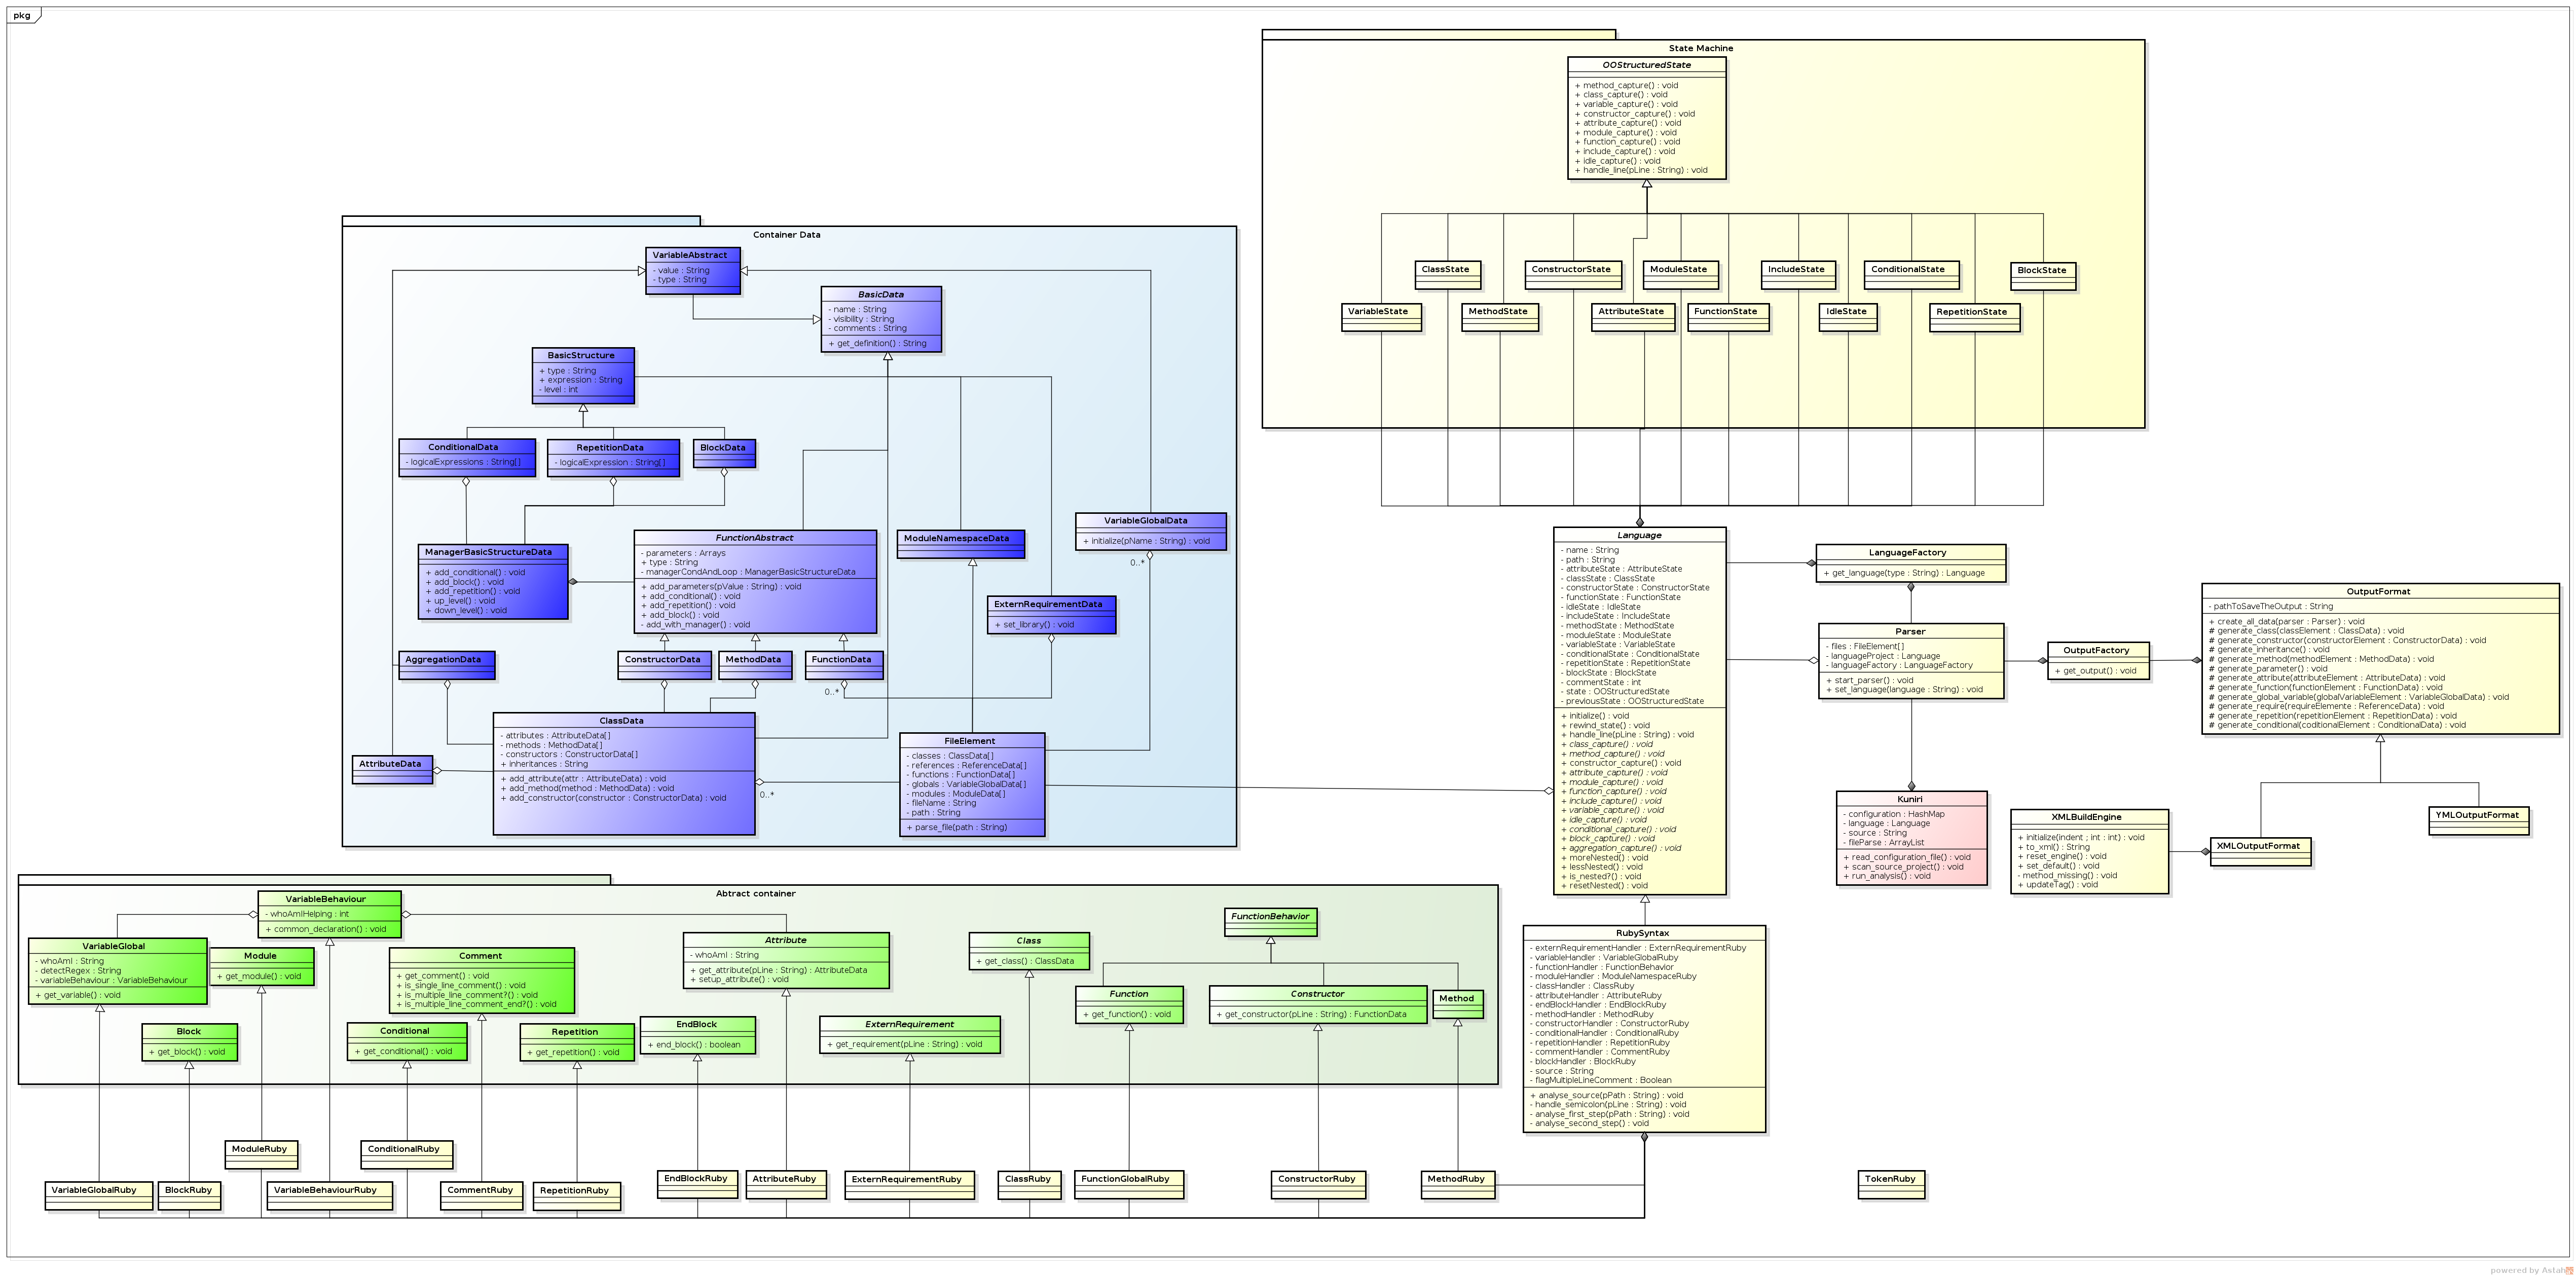 pkg
State Machine
OOStructuredState
+ method_capture() : void
+ class_capture() : void
+ variable_capture() : void
+ constructor_capture() : void
+ attribute_capture() : void
+ module_capture() : void
+ function_capture() : void
+ include_capture() : void
+ idle_capture() : void
+ handle_line(pLine : String) : void
ClassState
ConstructorState
ModuleState
IncludeState
ConditionalState
BlockState
VariableState
MethodState
AttributeState
FunctionState
IdleState
RepetitionState
Container Data
VariableAbstract
- value : String
- type : String
BasicData
- name : String
- visibility : String
- comments : String
+ get_definition() : String
BasicStructure
+ type : String
+ expression : String
- level : int
ConditionalData
- logicalExpressions : String[]
RepetitionData
- logicalExpression : String[]
BlockData
ManagerBasicStructureData
+ add_conditional() : void
+ add_block() : void
+ add_repetition() : void
+ up_level() : void
+ down_level() : void
FunctionAbstract
- parameters : Arrays
+ type : String
- managerCondAndLoop : ManagerBasicStructureData
+ add_parameters(pValue : String) : void
+ add_conditional() : void
+ add_repetition() : void
+ add_block() : void
- add_with_manager() : void
ModuleNamespaceData
VariableGlobalData
+ initialize(pName : String) : void
0..*
ExternRequirementData
+ set_library() : void
AggregationData
ConstructorData
MethodData
FunctionData
0..*
ClassData
- attributes : AttributeData[]
- methods : MethodData[]
- constructors : ConstructorData[]
+ inheritances : String
+ add_attribute(attr : AttributeData) : void
+ add_method(method : MethodData) : void
+ add_constructor(constructor : ConstructorData) : void
0..*
AttributeData
FileElement
- classes : ClassData[]
- references : ReferenceData[]
- functions : FunctionData[]
- globals : VariableGlobalData[]
- modules : ModuleData[]
- fileName : String
- path : String
+ parse_file(path : String)
Language
- name : String
- path : String
- attributeState : AttributeState
- classState : ClassState
- constructorState : ConstructorState
- functionState : FunctionState
- idleState : IdleState
- includeState : IncludeState
- methodState : MethodState
- moduleState : ModuleState
- variableState : VariableState
- conditionalState : ConditionalState
- repetitionState : RepetitionState
- blockState : BlockState
- commentState : int
- state : OOStructuredState
- previousState : OOStructuredState
+ initialize() : void
+ rewind_state() : void
+ handle_line(pLine : String) : void
+ class_capture() : void
+ method_capture() : void
+ constructor_capture() : void
+ attribute_capture() : void
+ module_capture() : void
+ function_capture() : void
+ include_capture() : void
+ variable_capture() : void
+ idle_capture() : void
+ conditional_capture() : void
+ block_capture() : void
+ aggregation_capture() : void
+ moreNested() : void
+ lessNested() : void
+ is_nested?() : void
+ resetNested() : void
LanguageFactory
+ get_language(type : String) : Language
Parser
- files : FileElement[]
- languageProject : Language
- languageFactory : LanguageFactory
+ start_parser() : void
+ set_language(language : String) : void
OutputFactory
+ get_output() : void
OutputFormat
- pathToSaveTheOutput : String
+ create_all_data(parser : Parser) : void
# generate_class(classElement : ClassData) : void
# generate_constructor(constructorElement : ConstructorData) : void
# generate_inheritance() : void
# generate_method(methodElement : MethodData) : void
# generate_parameter() : void
# generate_attribute(attributeElement : AttributeData) : void
# generate_function(functionElement : FunctionData) : void
# generate_global_variable(globalVariableElement : VariableGlobalData) : void
# generate_require(requireElemente : ReferenceData) : void
# generate_repetition(repetitionElement : RepetitionData) : void
# generate_conditional(coditionalElement : ConditionalData) : void
Kuniri
- configuration : HashMap
- language : Language
- source : String
- fileParse : ArrayList
+ read_configuration_file() : void
+ scan_source_project() : void
+ run_analysis() : void
XMLBuildEngine
+ initialize(indent ; int : int) : void
+ to_xml() : String
+ reset_engine() : void
+ set_default() : void
- method_missing() : void
+ updateTag() : void
XMLOutputFormat
YMLOutputFormat
Abtract container
VariableBehaviour
- whoAmIHelping : int
+ common_declaration() : void
VariableGlobal
- whoAmI : String
- detectRegex : String
- variableBehaviour : VariableBehaviour
+ get_variable() : void
Module
+ get_module() : void
Comment
+ get_comment() : void
+ is_single_line_comment() : void
+ is_multiple_line_comment?() : void
+ is_multiple_line_comment_end?() : void
Attribute
- whoAmI : String
+ get_attribute(pLine : String) : AttributeData
+ setup_attribute() : void
Class
+ get_class() : ClassData
FunctionBehavior
Function
+ get_function() : void
Constructor
+ get_constructor(pLine : String) : FunctionData
Method
Block
+ get_block() : void
Conditional
+ get_conditional() : void
Repetition
+ get_repetition() : void
EndBlock
+ end_block() : boolean
ExternRequirement
+ get_requirement(pLine : String) : void
RubySyntax
- externRequirementHandler : ExternRequirementRuby
- variableHandler : VariableGlobalRuby
- functionHandler : FunctionBehavior
- moduleHandler : ModuleNamespaceRuby
- classHandler : ClassRuby
- attributeHandler : AttributeRuby
- endBlockHandler : EndBlockRuby
- methodHandler : MethodRuby
- constructorHandler : ConstructorRuby
- conditionalHandler : ConditionalRuby
- repetitionHandler : RepetitionRuby
- commentHandler : CommentRuby
- blockHandler : BlockRuby
- source : String
- flagMultipleLineComment : Boolean
+ analyse_source(pPath : String) : void
- handle_semicolon(pLine : String) : void
- analyse_first_step(pPath : String) : void
- analyse_second_step() : void
ModuleRuby
ConditionalRuby
VariableGlobalRuby
BlockRuby
VariableBehaviourRuby
CommentRuby
RepetitionRuby
EndBlockRuby
AttributeRuby
ExternRequirementRuby
ClassRuby
FunctionGlobalRuby
ConstructorRuby
MethodRuby
TokenRuby
powered by Astah